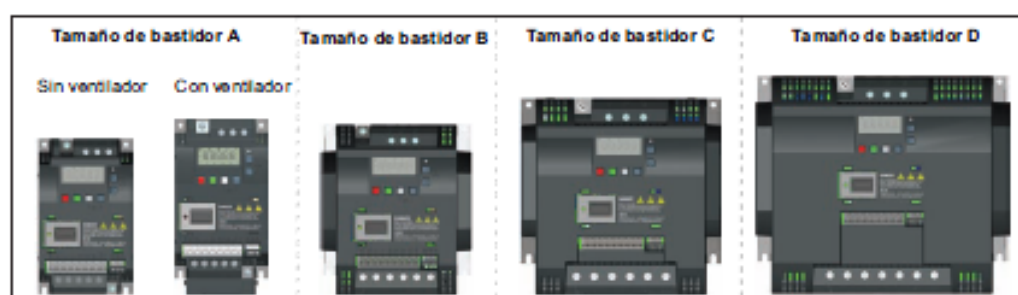 Tamaño de bastidor A
Tamaño de bastidor B
Tamaño de bastidor C
Tamaño de bastidor D
Sin ventilador
Con ventilador